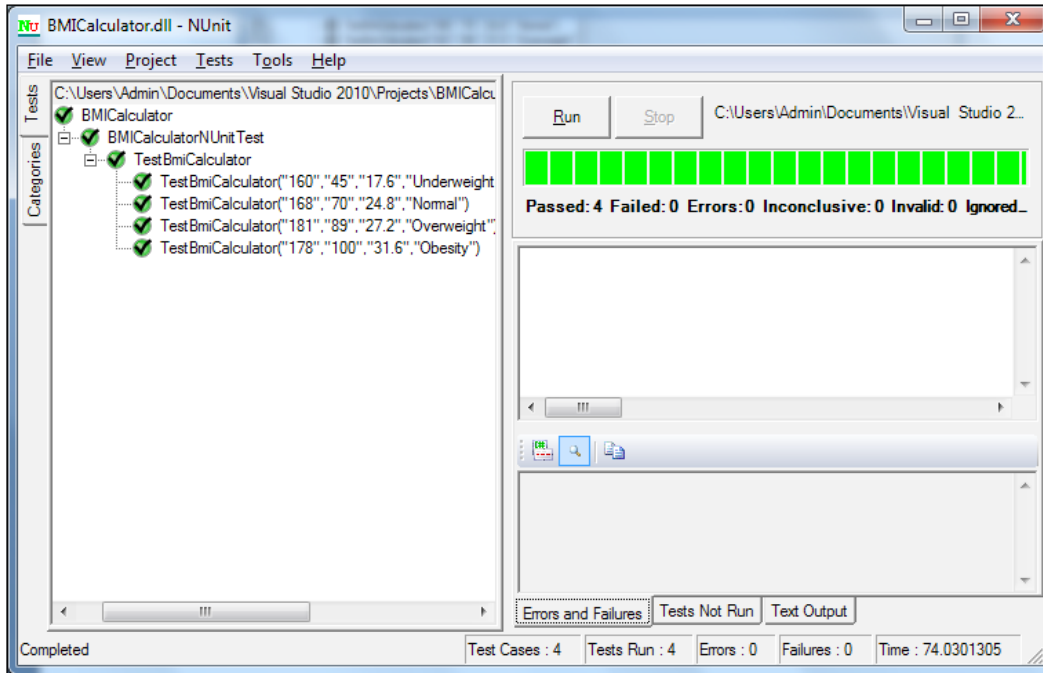 BMICalculator.dll - NUnit
File View Project Tests Tools Help
Tests
Categories
C:\Users\Admin\Documents\Visual Studio 2010\Projects\BMICalcu
BMICalculator
BMICalculatorNUnitTest
TestBmiCalculator
TestBmiCalculator("160","45","17.6","Underweight
TestBmiCalculator("168","70","24.8","Normal")
TestBmiCalculator("181","89","27.2","Overweight")
TestBmiCalculator("178","100","31.6","Obesity")
Run Stop C:\Users\Admin\Documents\Visual Studio 2...
Passed: 4 Failed: 0 Errors: 0 Inconclusive: 0 Invalid: 0 Ignored...
Errors and Failures Tests Not Run Text Output
Completed Test Cases : 4 Tests Run : 4 Errors : 0 Failures : 0 Time : 74.0301305